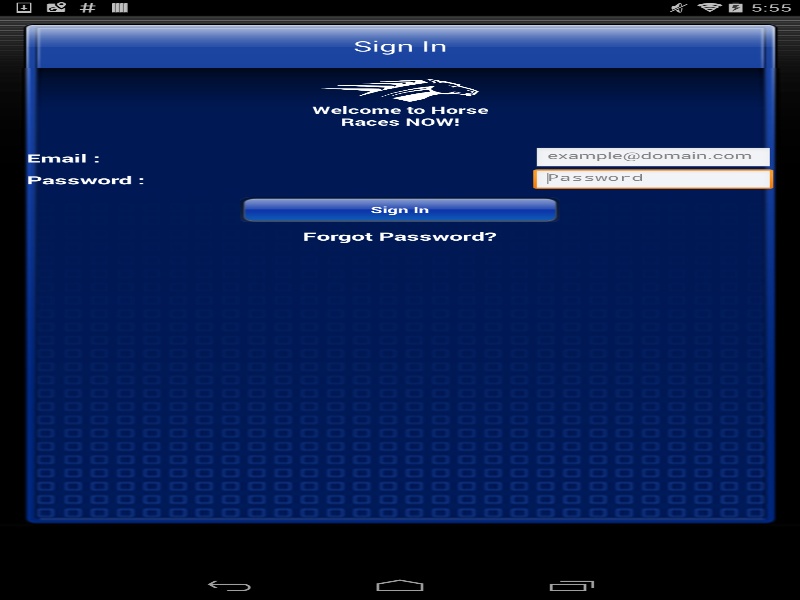 5:55
Sign In
Welcome to Horse
Races NOW!
Email :
example@domain.com
Password :
Password
Sign In
Forgot Password?